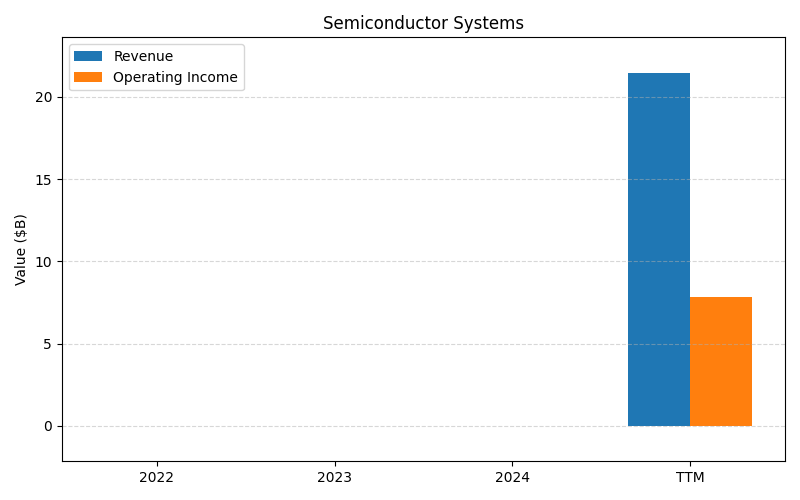 Semiconductor Systems
Revenue
Operating Income
Value ($B)
20
15
10
5
0
2022 2023 2024 TTM